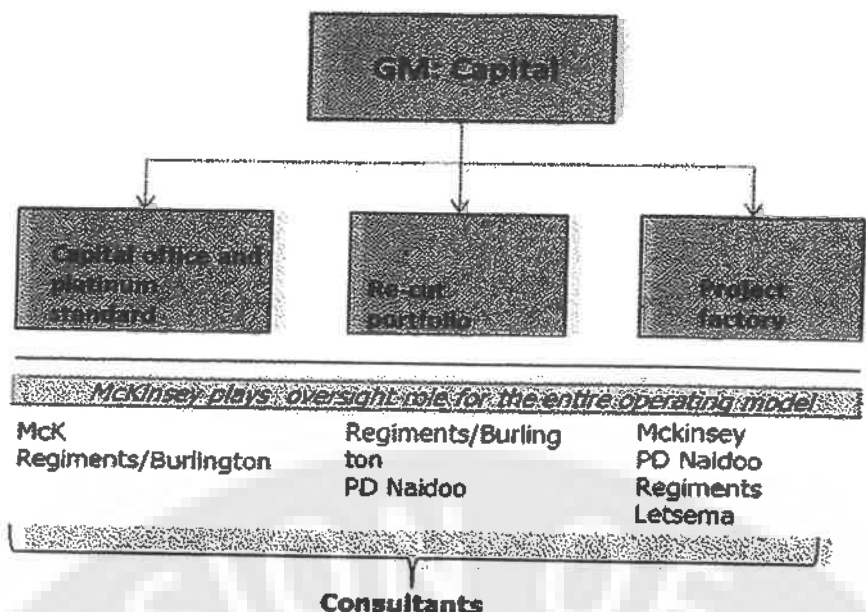 GM: Capital
Capital office and
platinum
standard
Re-cut
portfolio
Project
factory
McKinsey plays oversight role for the entire operating model
McK
Regiments/Burlington
Regiments/Burling
ton
PD Naidoo
Mckinsey
PD Naidoo
Regiments
Letsema
Consultants